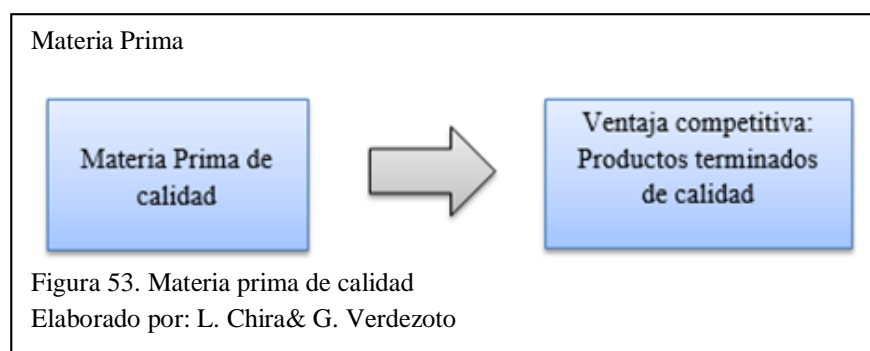 Materia Prima
Materia Prima de
calidad
Ventaja competitiva:
Productos terminados
de calidad
Figura 53. Materia prima de calidad
Elaborado por: L. Chira& G. Verdezoto